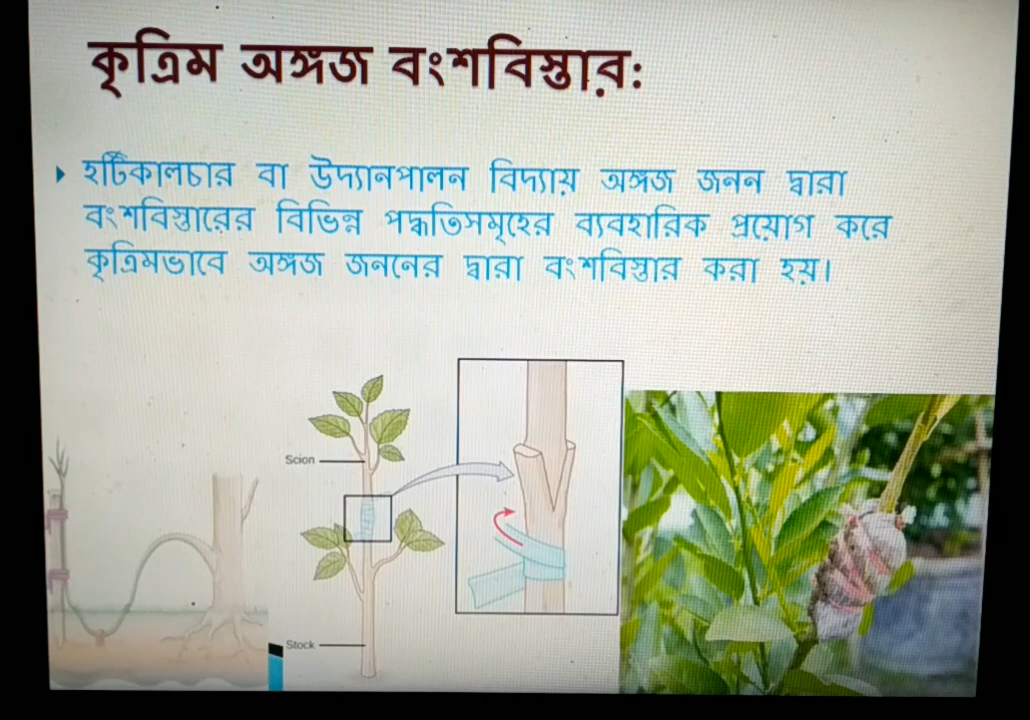 কৃত্রিম অঙ্গজ বংশবিস্তার:
হর্টিকালচার বা উদ্যানপালন বিদ্যায় অঙ্গজ জনন দ্বারা
বংশবিস্তারের বিভিন্ন পদ্ধতিসমূহের ব্যবহারিক প্রয়োগ করে
কৃত্রিমভাবে অঙ্গজ জননের দ্বারা বংশবিস্তার করা হয়।
Scion
Stock